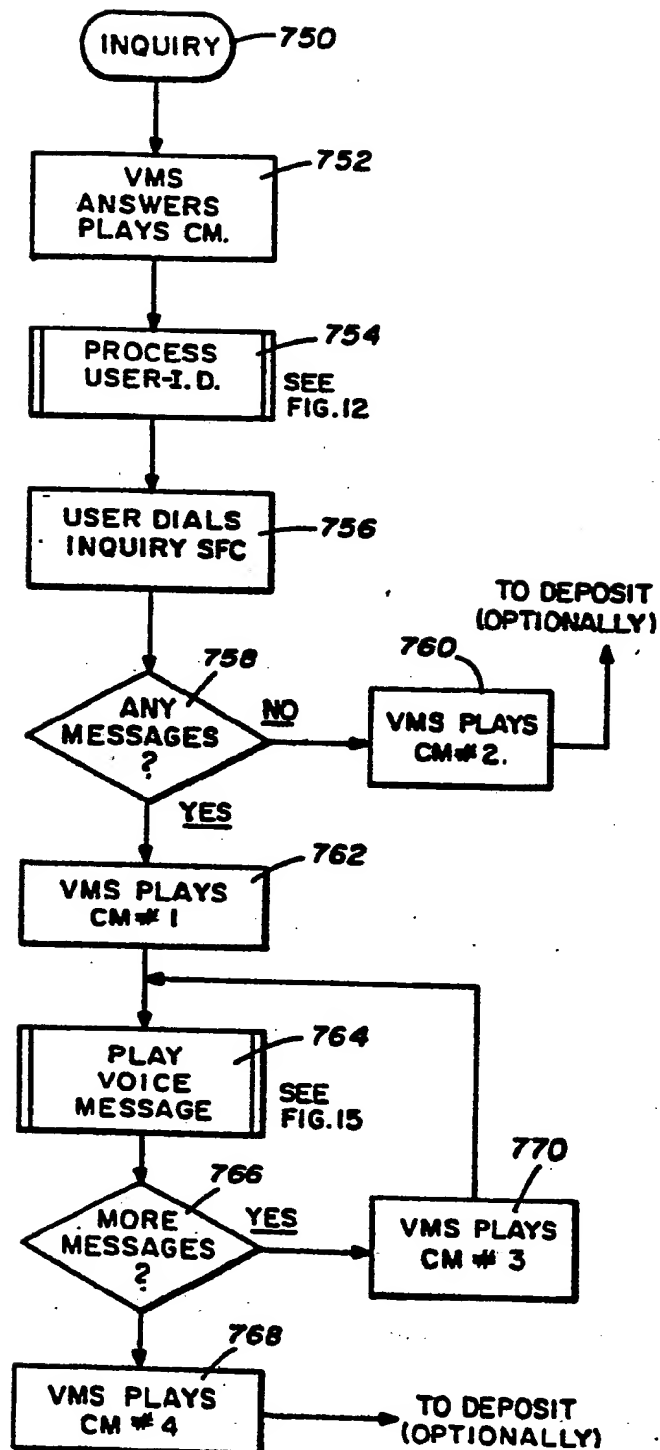 INQUIRY
750
752
VMS
ANSWERS
PLAYS CM.
754
PROCESS
USER-I.D.
SEE
FIG.12
756
USER DIALS
INQUIRY SFC
758
ANY
MESSAGES
?
NO
YES
TO DEPOSIT
(OPTIONALLY)
760
VMS PLAYS
CM#2.
762
VMS PLAYS
CM#1
764
PLAY
VOICE
MESSAGE
SEE
FIG.15
766
MORE
MESSAGES
?
YES
770
VMS PLAYS
CM # 3
768
VMS PLAYS
CM #4
TO DEPOSIT
(OPTIONALLY)